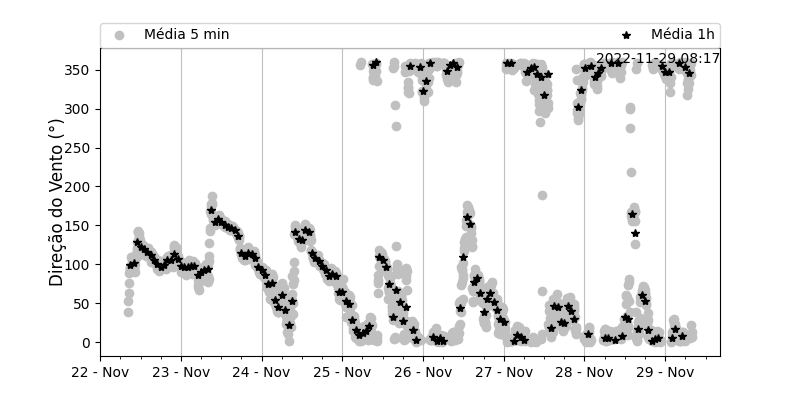 Média 5 min
Média 1h
2022-11-29 08:17
Direção do Vento (°)
350
300
250
200
150
100
50
0
22 - Nov
23 - Nov
24 - Nov
25 - Nov
26 - Nov
27 - Nov
28 - Nov
29 - Nov